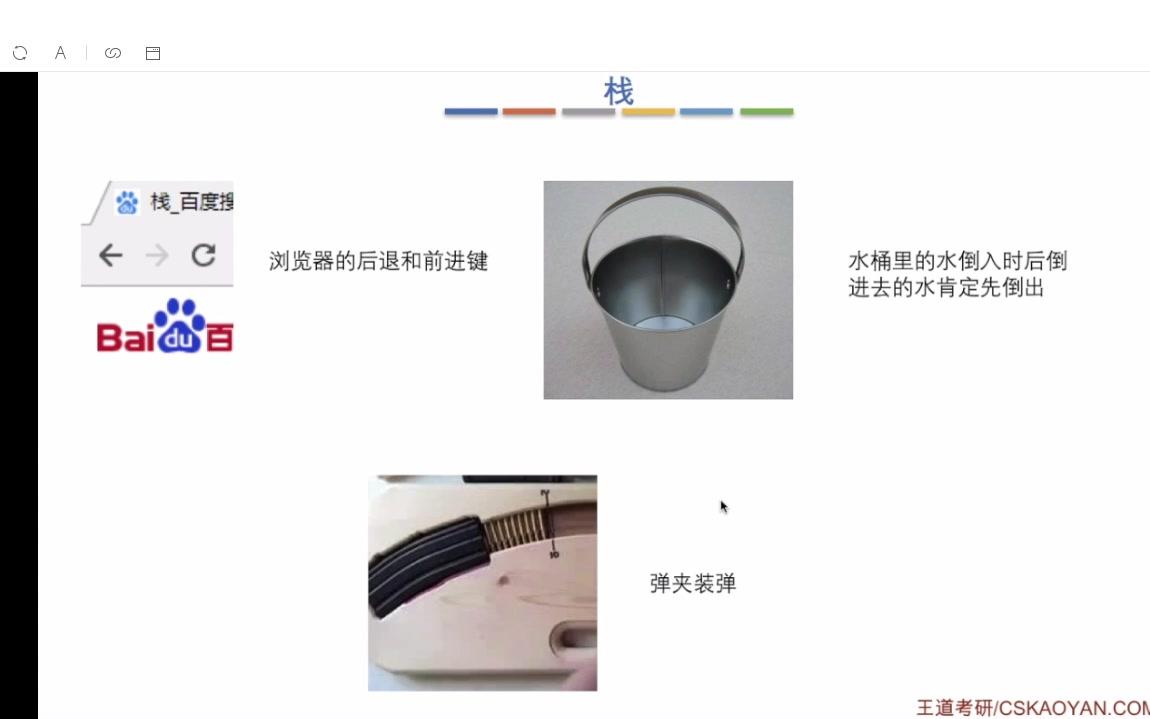 A
栈
栈_百度搜
浏览器的后退和前进键
水桶里的水倒入时后倒
进去的水肯定先倒出
Bai du 百
10
弹夹装弹
王道考研/CSKAOYAN.COM